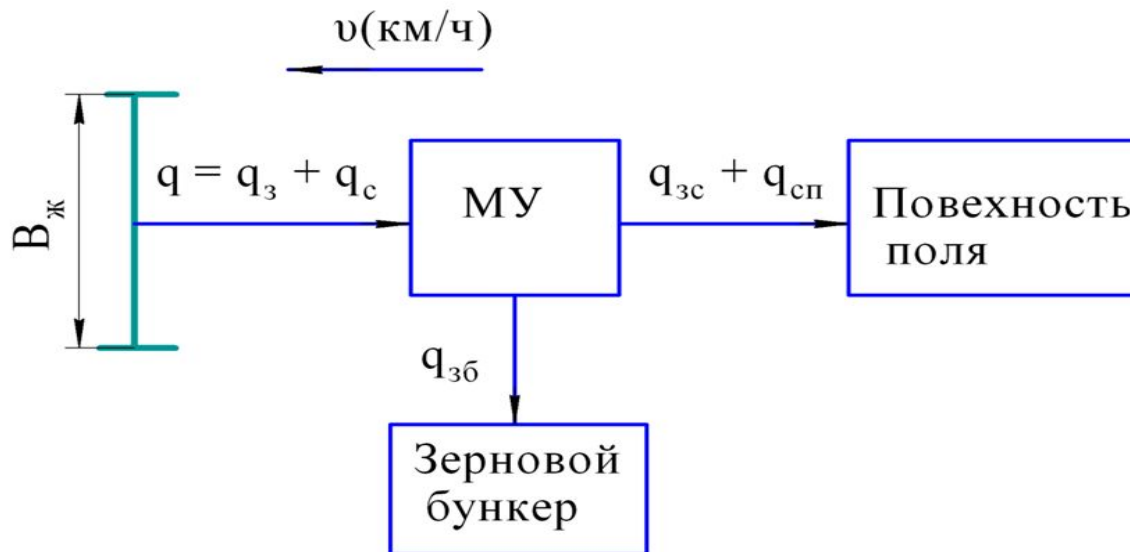 υ(км/ч)
q = qз + qс
МУ
qзс + qсп
Повехность
поля
Bж
qзб
Зерновой
бункер